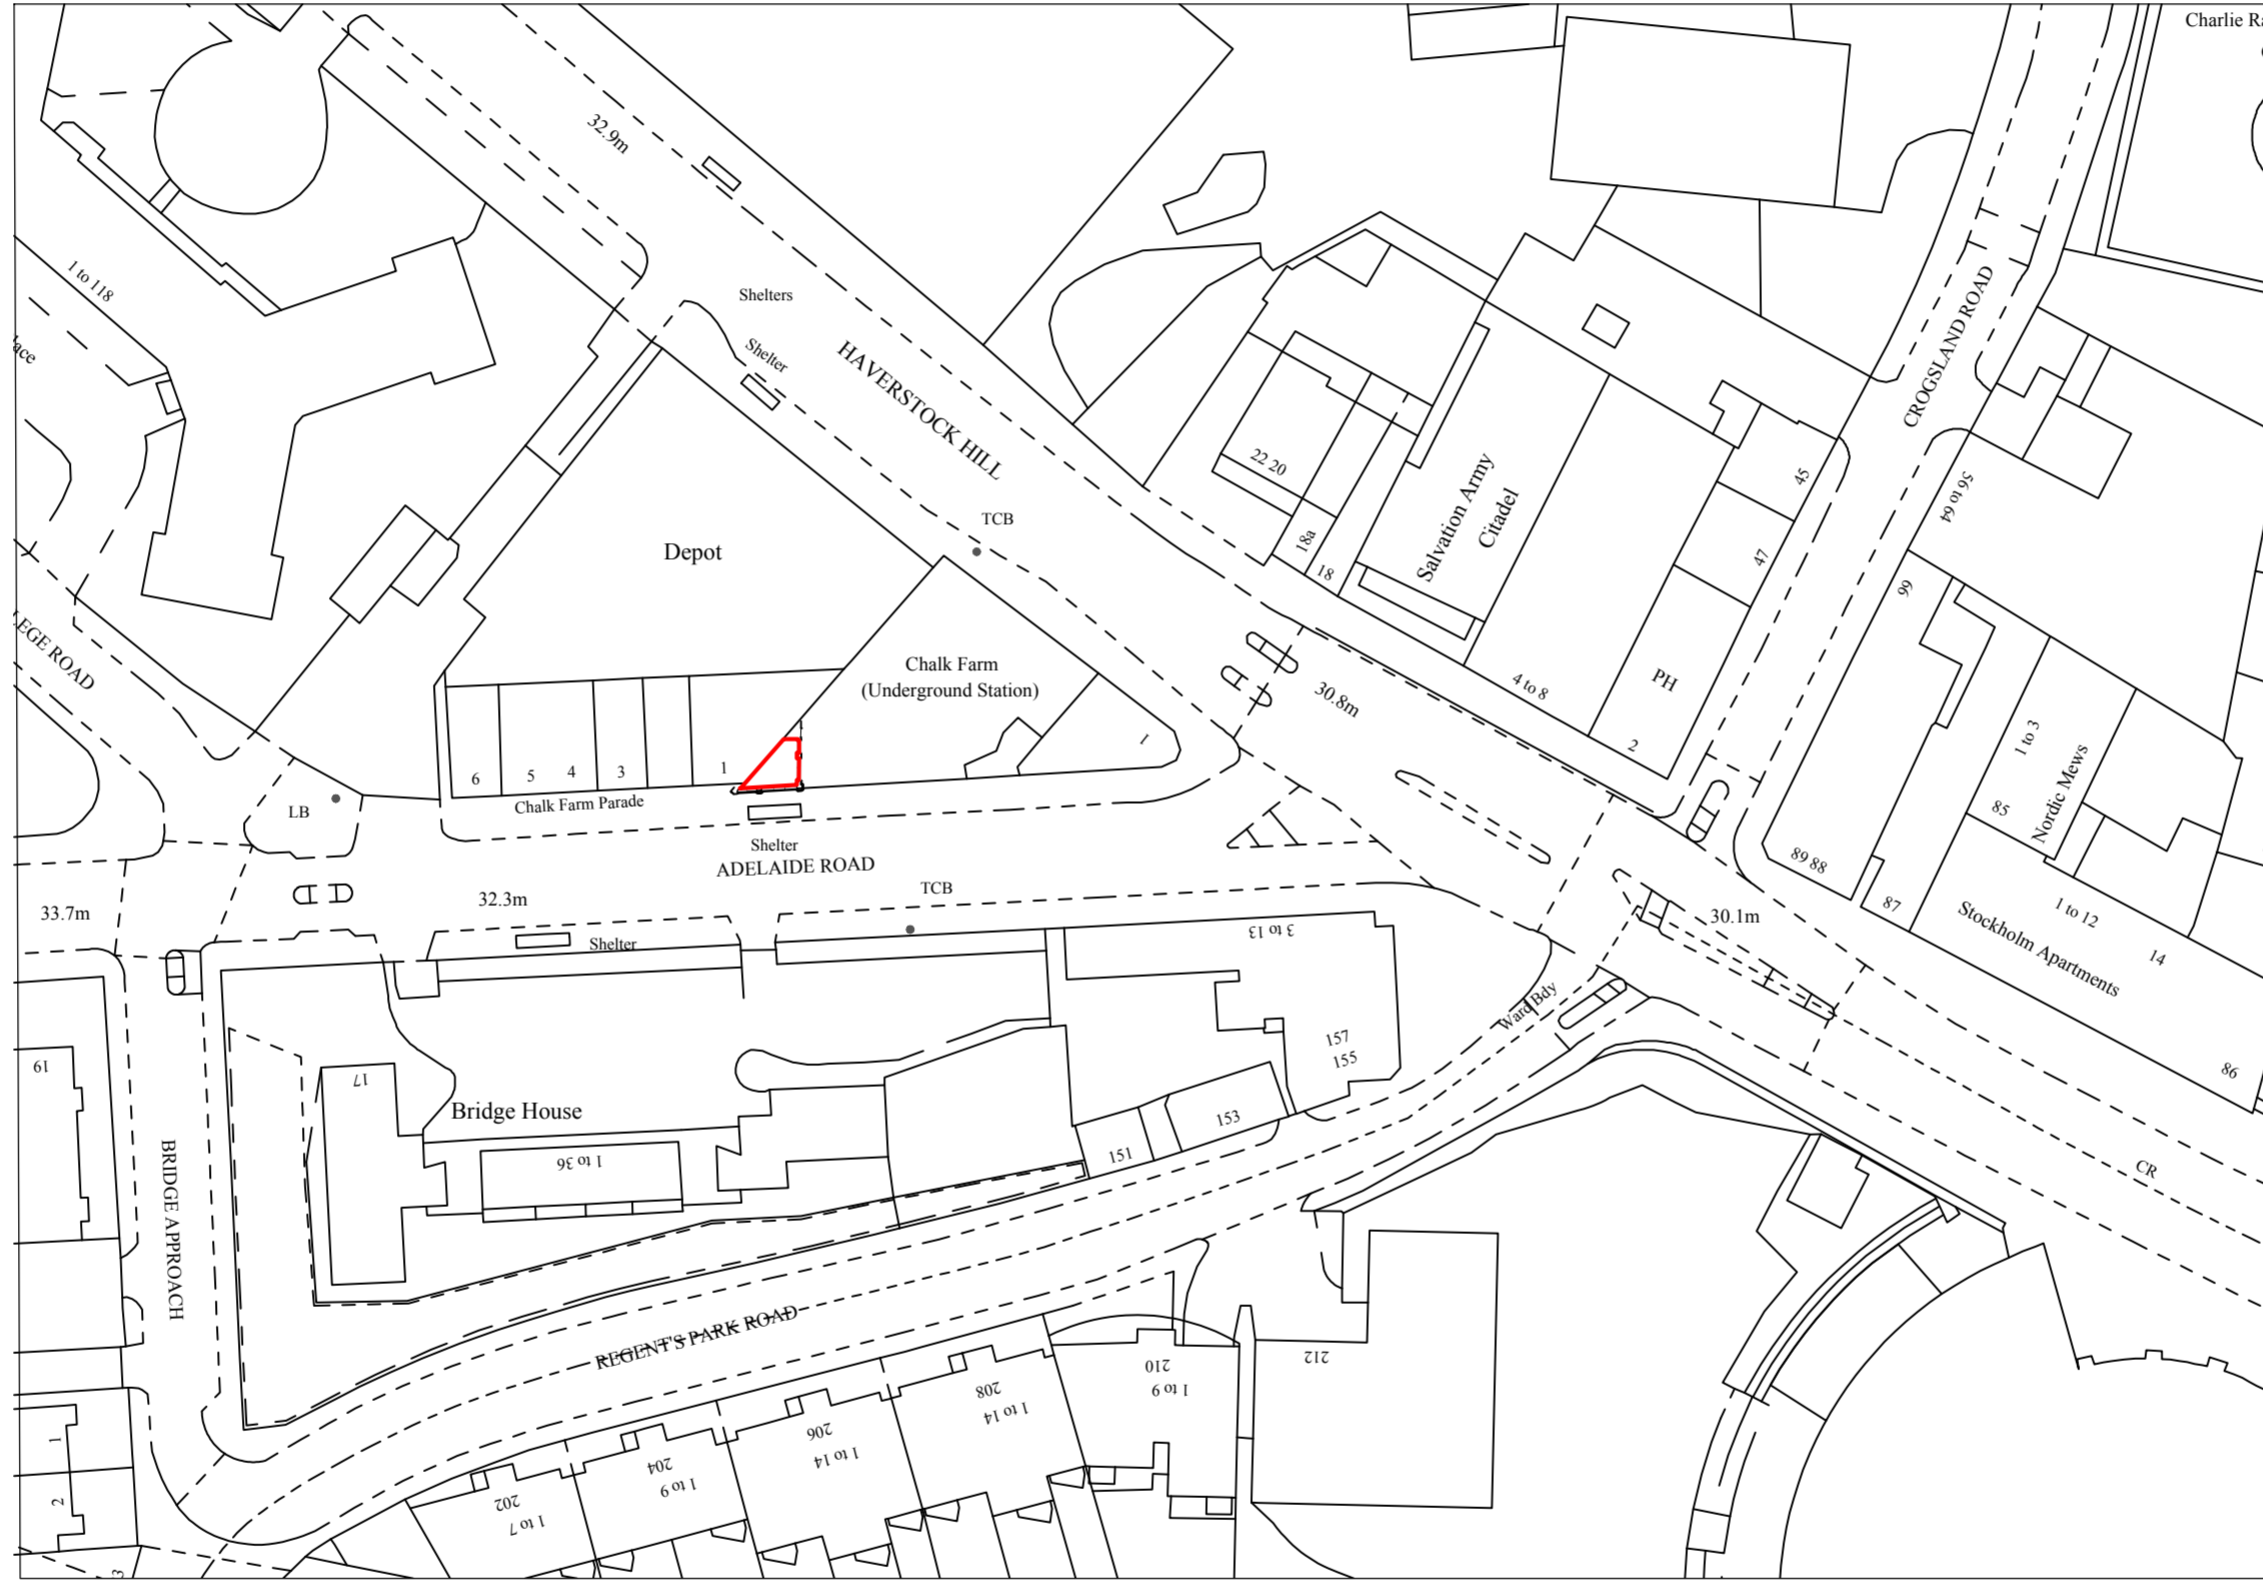 Charlie
32.9m
1 to 118
Shelters
Shelter
HAVERSTOCK HILL
CROGSLAND ROAD
22 20
Salvation Army
Citadel
45
56 to 64
TCB
18a
18
47
Depot
66
Chalk Farm
(Underground Station)
30.8m
4 to 8
PH
2
1 to 3
Nordic Mews
85
ROAD
6
5
4
3
1
1
Chalk Farm Parade
LB
Shelter
ADELAIDE ROAD
89 88
87
1 to 12
Stockholm Apartments
14
TCB
33.7m
32.3m
Shelter
30.1m
3 to 13
Ward Bdy
157
155
86
19
17
Bridge House
1 to 36
153
151
BRIDGE APPROACH
CR
REGENT'S PARK ROAD
212
210
1 to 9
208
1 to 14
206
1 to 14
204
1 to 9
202
1 to 7
1
2
3